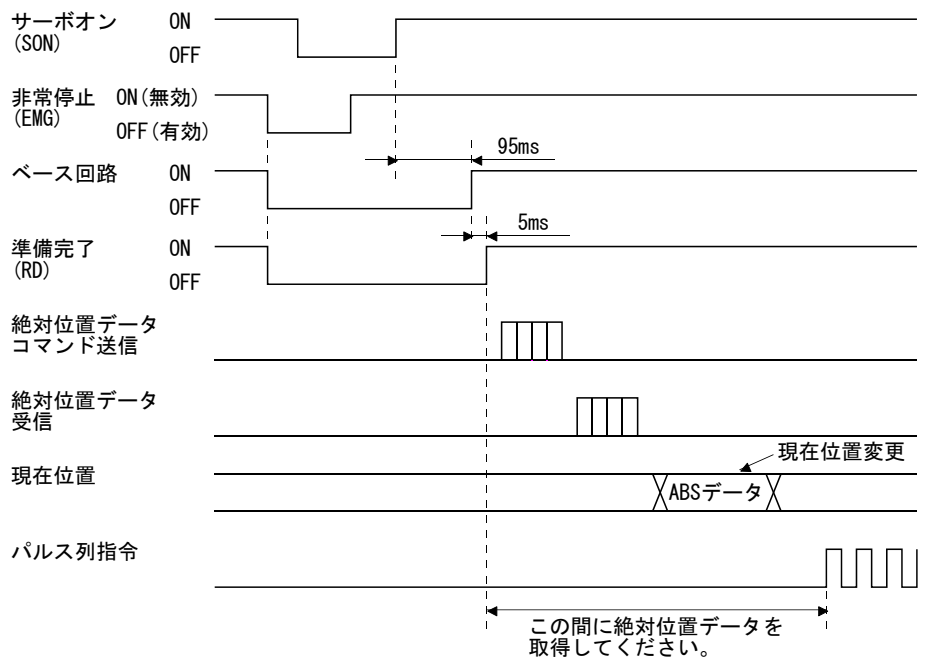 サーボオン ON
(SON)
OFF
非常停止 ON(無効)
(EMG)
OFF(有効)
95ms
ベース回路 ON
OFF
5ms
準備完了 ON
(RD)
OFF
絶対位置データ
コマンド送信
絶対位置データ
受信
現在位置変更
現在位置
ABSデータ
パルス列指令
この間に絶対位置データを
取得してください。